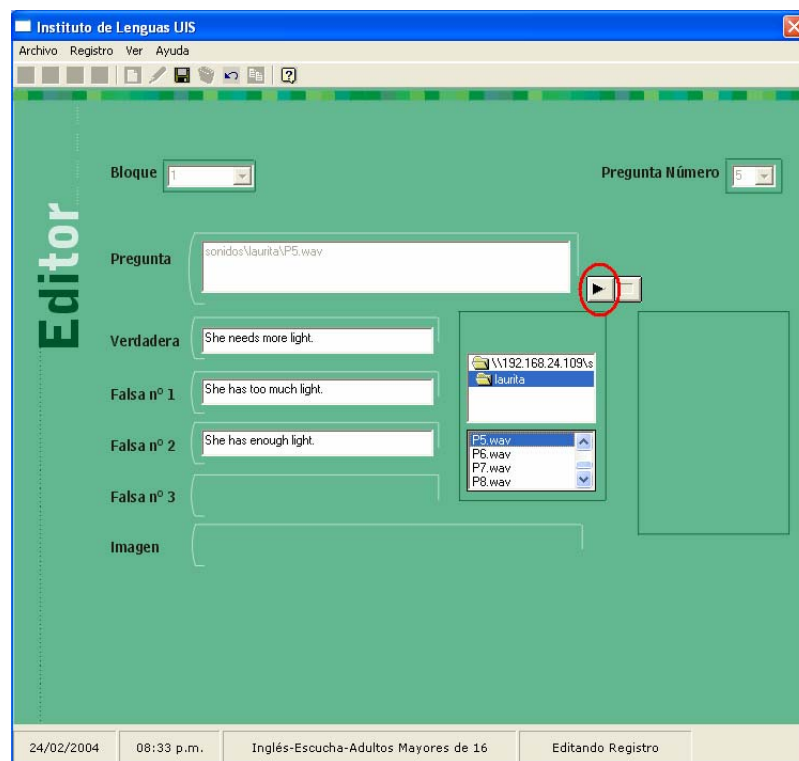 Instituto de Lenguas UIS
Archivo Registro Ver Ayuda
Editor
Bloque 1
Pregunta Número 5
Pregunta sonidos\laurita\P5.wav
Verdadera She needs more light.
\\192.168.24.109\s
laurita
Falsa nº 1 She has too much light.
Falsa nº 2 She has enough light.
P5.wav
P6.wav
P7.wav
P8.wav
Falsa nº 3
Imagen
24/02/2004 08:33 p.m. Inglés-Escucha-Adultos Mayores de 16 Editando Registro